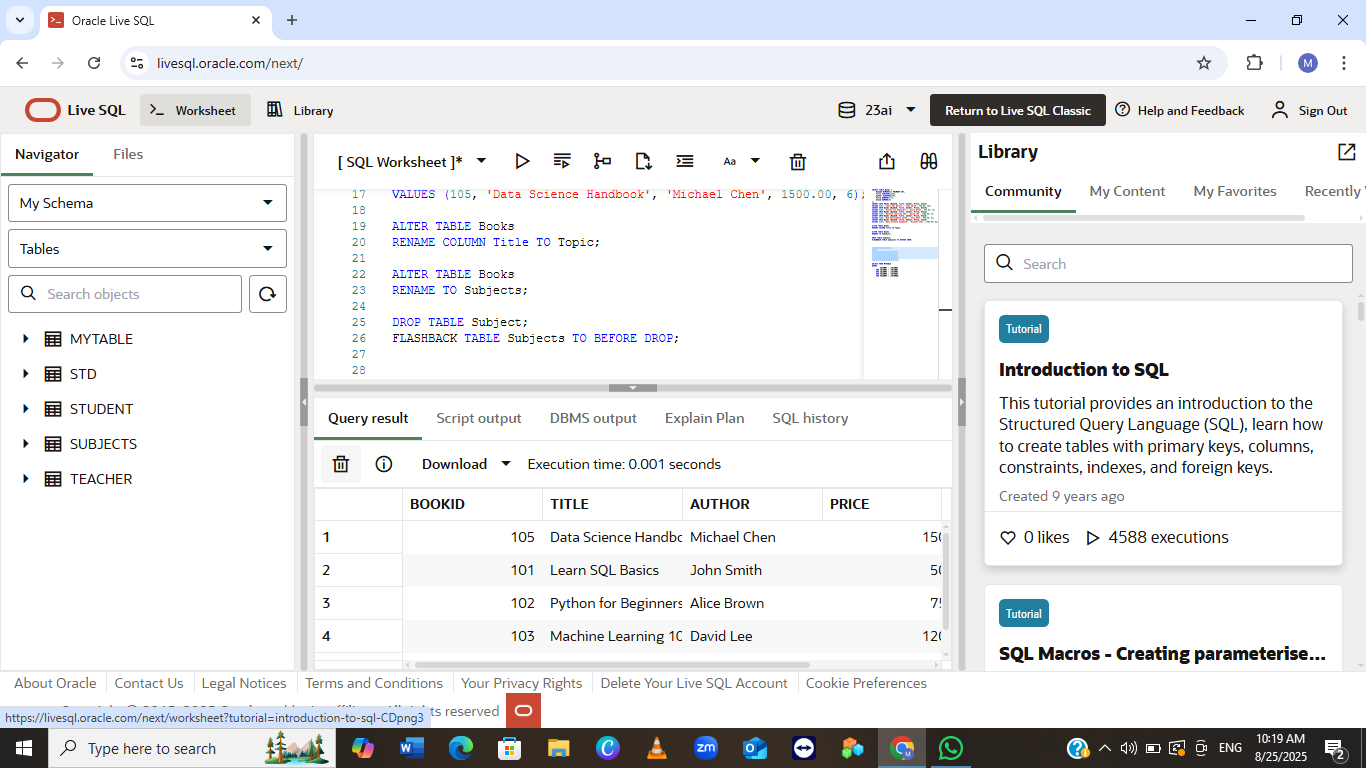 Oracle Live SQL
livesql.oracle.com/next/
M
Live SQL
Worksheet
Library
23ai
Return to Live SQL Classic
Help and Feedback
Sign Out
Navigator
Files
My Schema
Tables
Search objects
MYTABLE
STD
STUDENT
SUBJECTS
TEACHER
[ SQL Worksheet ]*
Aa
17 VALUES (105, 'Data Science Handbook', 'Michael Chen', 1500.00, 6);
18
19 ALTER TABLE Books
20 RENAME COLUMN Title TO Topic;
21
22 ALTER TABLE Books
23 RENAME TO Subjects;
24
25 DROP TABLE Subject;
26 FLASHBACK TABLE Subjects TO BEFORE DROP;
27
28
Query result
Script output
DBMS output
Explain Plan
SQL history
Download
Execution time: 0.001 seconds
BOOKID TITLE AUTHOR PRICE
1 105 Data Science Handbo Michael Chen 150
2 101 Learn SQL Basics John Smith 50
3 102 Python for Beginners Alice Brown 75
4 103 Machine Learning 10 David Lee 120
Library
Community
My Content
My Favorites
Recently
Search
Tutorial
Introduction to SQL
This tutorial provides an introduction to the
Structured Query Language (SQL), learn how
to create tables with primary keys, columns,
constraints, indexes, and foreign keys.
Created 9 years ago
0 likes
4588 executions
Tutorial
SQL Macros - Creating parameterise...
About Oracle
Contact Us
Legal Notices
Terms and Conditions
Your Privacy Rights
Delete Your Live SQL Account
Cookie Preferences
ts reserved
https://livesql.oracle.com/next/worksheet?tutorial=introduction-to-sql-CDpng3
Type here to search
zm
ENG
10:19 AM
8/25/2025
2